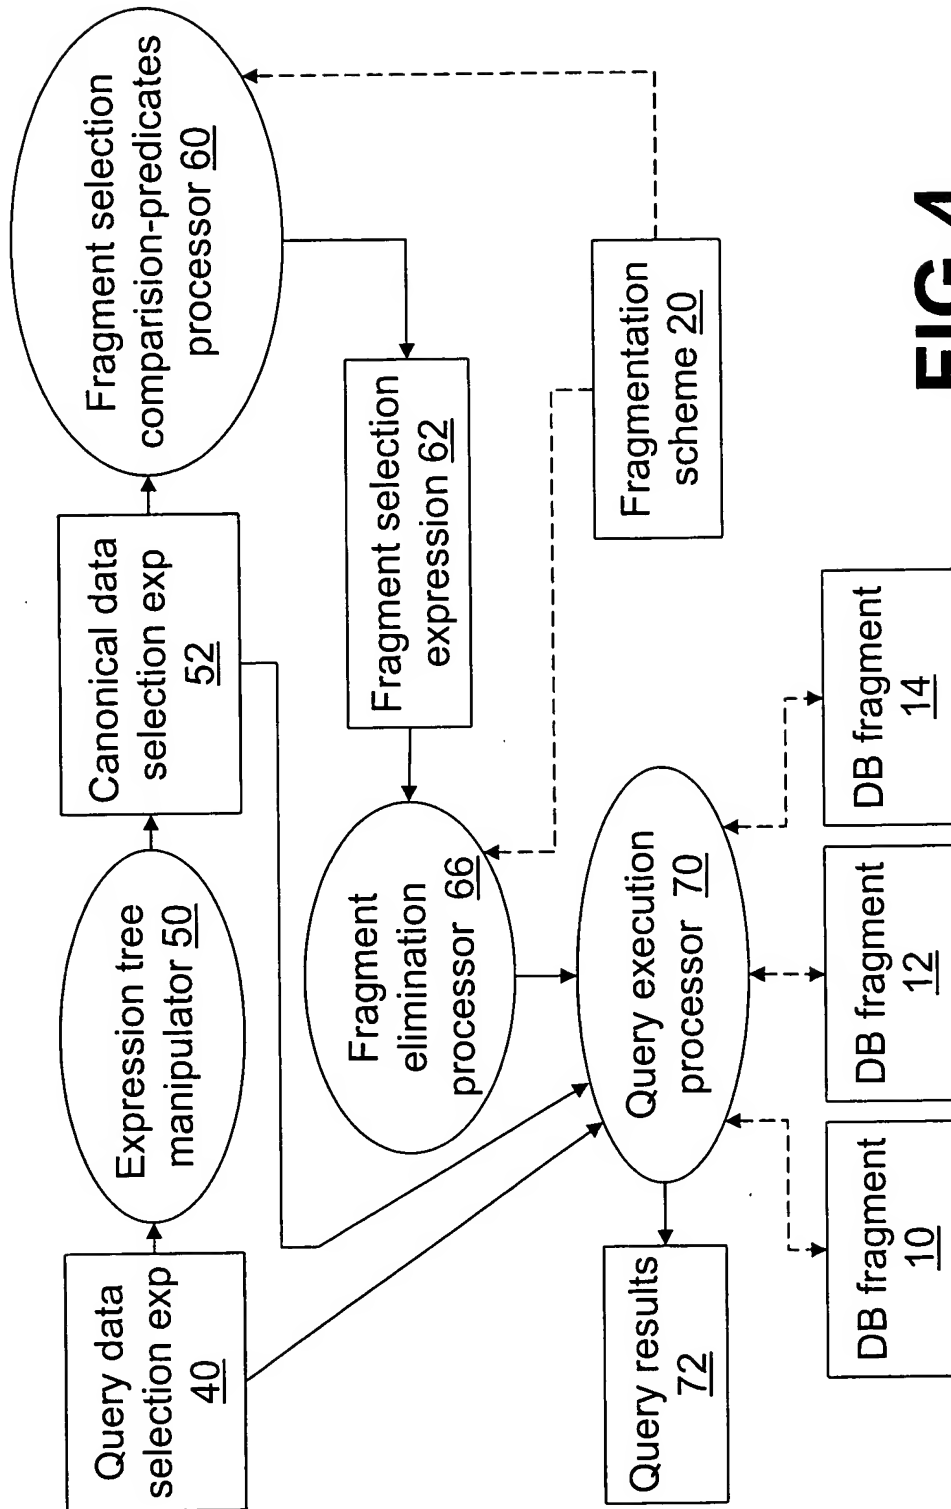 Query data
selection exp
40
Expression tree
manipulator 50
Canonical data
selection exp
52
Fragment selection
comparision-predicates
processor 60
Fragment
elimination
processor 66
Fragment selection
expression 62
Query results
72
Query execution
processor 70
Fragmentation
scheme 20
DB fragment
10
DB fragment
12
DB fragment
14
FIG 4